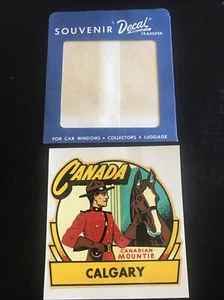 SOUVENIR "Decal"
TRANSFER
FOR CAR WINDOWS • COLLECTORS • LUGGAGE
CANADA
CANADIAN
MOUNTIE
CALGARY